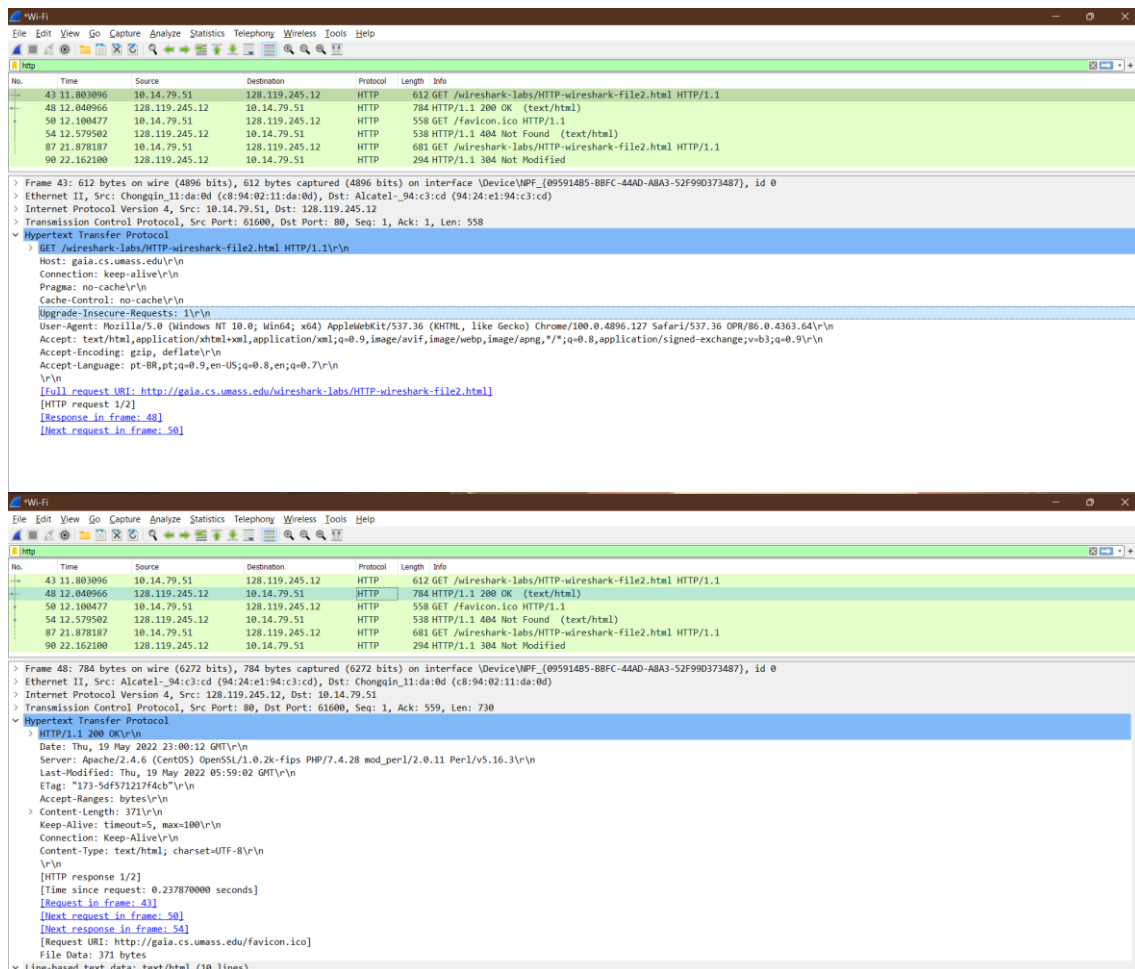 *Wi-Fi
File Edit View Go Capture Analyze Statistics Telephony Wireless Tools Help
http
No. Time Source Destination Protocol Length Info
43 11.803096 10.14.79.51 128.119.245.12 HTTP 612 GET /wireshark-labs/HTTP-wireshark-file2.html HTTP/1.1
48 12.040966 128.119.245.12 10.14.79.51 HTTP 784 HTTP/1.1 200 OK (text/html)
50 12.100477 10.14.79.51 128.119.245.12 HTTP 558 GET /favicon.ico HTTP/1.1
54 12.579502 128.119.245.12 10.14.79.51 HTTP 538 HTTP/1.1 404 Not Found (text/html)
87 21.878187 10.14.79.51 128.119.245.12 HTTP 681 GET /wireshark-labs/HTTP-wireshark-file2.html HTTP/1.1
90 22.162100 128.119.245.12 10.14.79.51 HTTP 294 HTTP/1.1 304 Not Modified
> Frame 43: 612 bytes on wire (4896 bits), 612 bytes captured (4896 bits) on interface \Device\NPF_{095914B5-BBFC-44AD-A8A3-52F99D373487}, id 0
> Ethernet II, Src: Chongqin_11:da:0d (c8:94:02:11:da:0d), Dst: Alcatel-_94:c3:cd (94:24:e1:94:c3:cd)
> Internet Protocol Version 4, Src: 10.14.79.51, Dst: 128.119.245.12
> Transmission Control Protocol, Src Port: 61600, Dst Port: 80, Seq: 1, Ack: 1, Len: 558
Hypertext Transfer Protocol
> GET /wireshark-labs/HTTP-wireshark-file2.html HTTP/1.1\r\n
Host: gaia.cs.umass.edu\r\n
Connection: keep-alive\r\n
Pragma: no-cache\r\n
Cache-Control: no-cache\r\n
Upgrade-Insecure-Requests: 1\r\n
User-Agent: Mozilla/5.0 (Windows NT 10.0; Win64; x64) AppleWebKit/537.36 (KHTML, like Gecko) Chrome/100.0.4896.127 Safari/537.36 OPR/86.0.4363.64\r\n
Accept: text/html,application/xhtml+xml,application/xml;q=0.9,image/avif,image/webp,image/apng,*/*;q=0.8,application/signed-exchange;v=b3;q=0.9\r\n
Accept-Encoding: gzip, deflate\r\n
Accept-Language: pt-BR,pt;q=0.9,en-US;q=0.8,en;q=0.7\r\n
\r\n
[Full request URI: http://gaia.cs.umass.edu/wireshark-labs/HTTP-wireshark-file2.html]
[HTTP request 1/2]
[Response in frame: 48]
[Next request in frame: 50]
*Wi-Fi
File Edit View Go Capture Analyze Statistics Telephony Wireless Tools Help
http
No. Time Source Destination Protocol Length Info
43 11.803096 10.14.79.51 128.119.245.12 HTTP 612 GET /wireshark-labs/HTTP-wireshark-file2.html HTTP/1.1
48 12.040966 128.119.245.12 10.14.79.51 HTTP 784 HTTP/1.1 200 OK (text/html)
50 12.100477 10.14.79.51 128.119.245.12 HTTP 558 GET /favicon.ico HTTP/1.1
54 12.579502 128.119.245.12 10.14.79.51 HTTP 538 HTTP/1.1 404 Not Found (text/html)
87 21.878187 10.14.79.51 128.119.245.12 HTTP 681 GET /wireshark-labs/HTTP-wireshark-file2.html HTTP/1.1
90 22.162100 128.119.245.12 10.14.79.51 HTTP 294 HTTP/1.1 304 Not Modified
> Frame 48: 784 bytes on wire (6272 bits), 784 bytes captured (6272 bits) on interface \Device\NPF_{095914B5-BBFC-44AD-A8A3-52F99D373487}, id 0
> Ethernet II, Src: Alcatel-_94:c3:cd (94:24:e1:94:c3:cd), Dst: Chongqin_11:da:0d (c8:94:02:11:da:0d)
> Internet Protocol Version 4, Src: 128.119.245.12, Dst: 10.14.79.51
> Transmission Control Protocol, Src Port: 80, Dst Port: 61600, Seq: 1, Ack: 559, Len: 730
Hypertext Transfer Protocol
> HTTP/1.1 200 OK\r\n
Date: Thu, 19 May 2022 23:00:12 GMT\r\n
Server: Apache/2.4.6 (CentOS) OpenSSL/1.0.2k-fips PHP/7.4.28 mod_perl/2.0.11 Perl/v5.16.3\r\n
Last-Modified: Thu, 19 May 2022 05:59:02 GMT\r\n
ETag: "173-5df571217f4cb"\r\n
Accept-Ranges: bytes\r\n
> Content-Length: 371\r\n
Keep-Alive: timeout=5, max=100\r\n
Connection: Keep-Alive\r\n
Content-Type: text/html; charset=UTF-8\r\n
\r\n
[HTTP response 1/2]
[Time since request: 0.237870000 seconds]
[Request in frame: 43]
[Next request in frame: 50]
[Next response in frame: 54]
[Request URI: http://gaia.cs.umass.edu/favicon.ico]
File Data: 371 bytes
Line-based text data: text/html (10 lines)